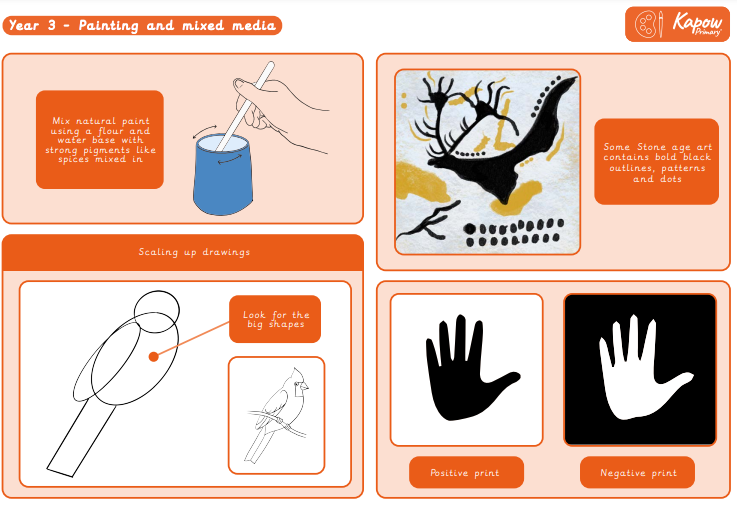 Year 3 - Painting and mixed media
Kapow
Primary
Mix natural paint
using a flour and
water base with
strong pigments like
spices mixed in
Some Stone age art
contains bold black
outlines, patterns
and dots
Scaling up drawings
Look for the
big shapes
Positive print
Negative print